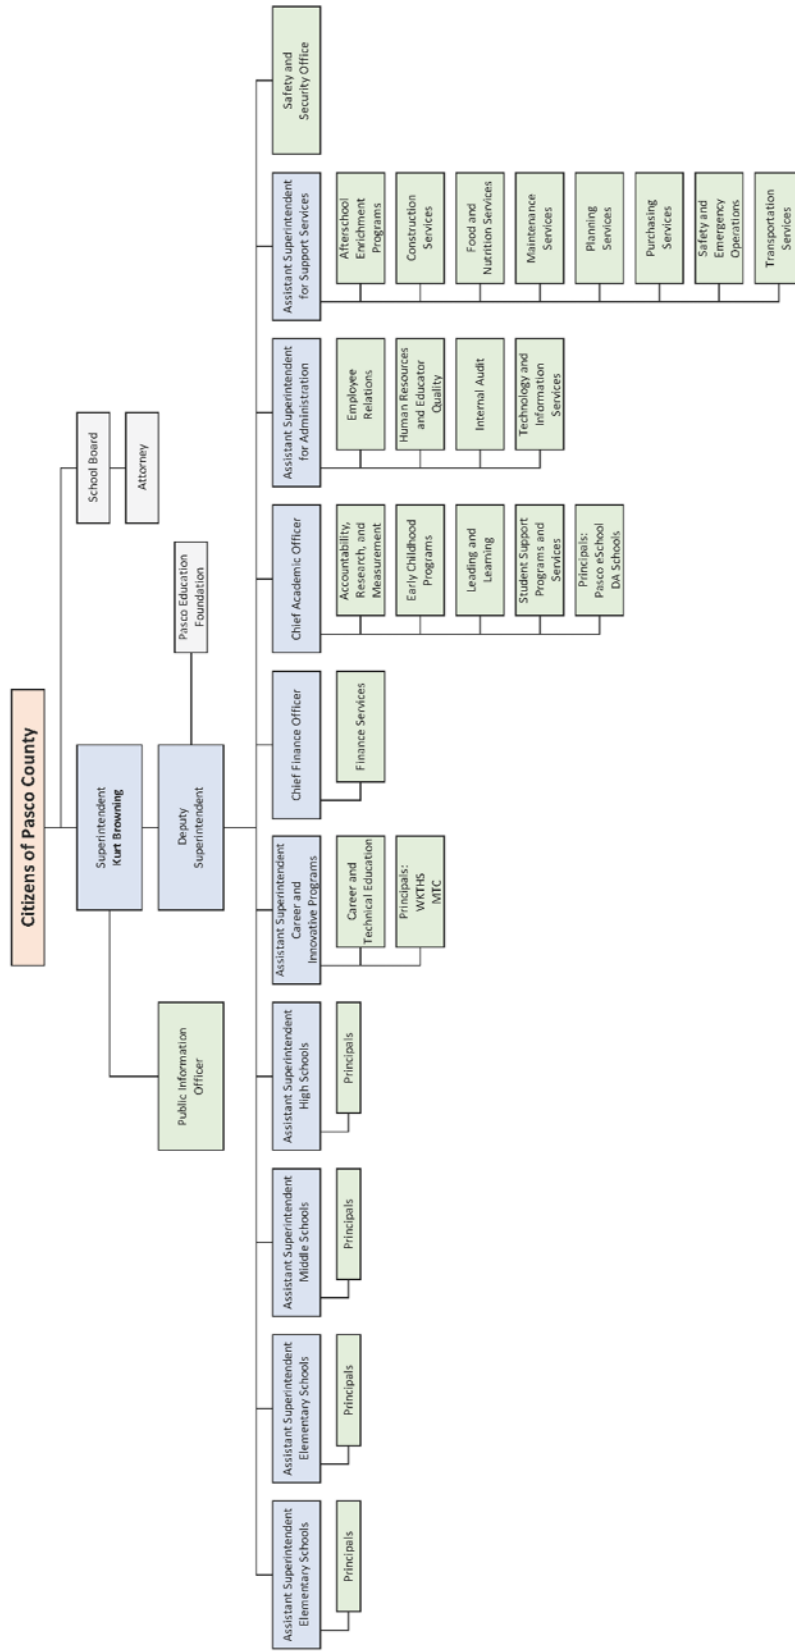 Citizens of Pasco County
School Board
Attorney
Superintendent
Kurt Browning
Public Information
Officer
Deputy
Superintendent
Pasco Education
Foundation
Assistant Superintendent
Elementary Schools
Principals
Assistant Superintendent
Elementary Schools
Principals
Assistant Superintendent
Middle Schools
Principals
Assistant Superintendent
High Schools
Principals
Assistant Superintendent
Career and
Innovative Programs
Career and
Technical Education
Principals:
WKTHS
MTC
Chief Finance Officer
Finance Services
Chief Academic Officer
Accountability,
Research, and
Measurement
Early Childhood
Programs
Leading and
Learning
Student Support
Programs and
Services
Principals:
Pasco eSchool
DA Schools
Assistant Superintendent
for Administration
Employee
Relations
Human Resources
and Educator
Quality
Internal Audit
Technology and
Information
Services
Assistant Superintendent
for Support Services
Afterschool
Enrichment
Programs
Construction
Services
Food and
Nutrition Services
Maintenance
Services
Planning
Services
Purchasing
Services
Safety and
Emergency
Operations
Transportation
Services
Safety and
Security Office